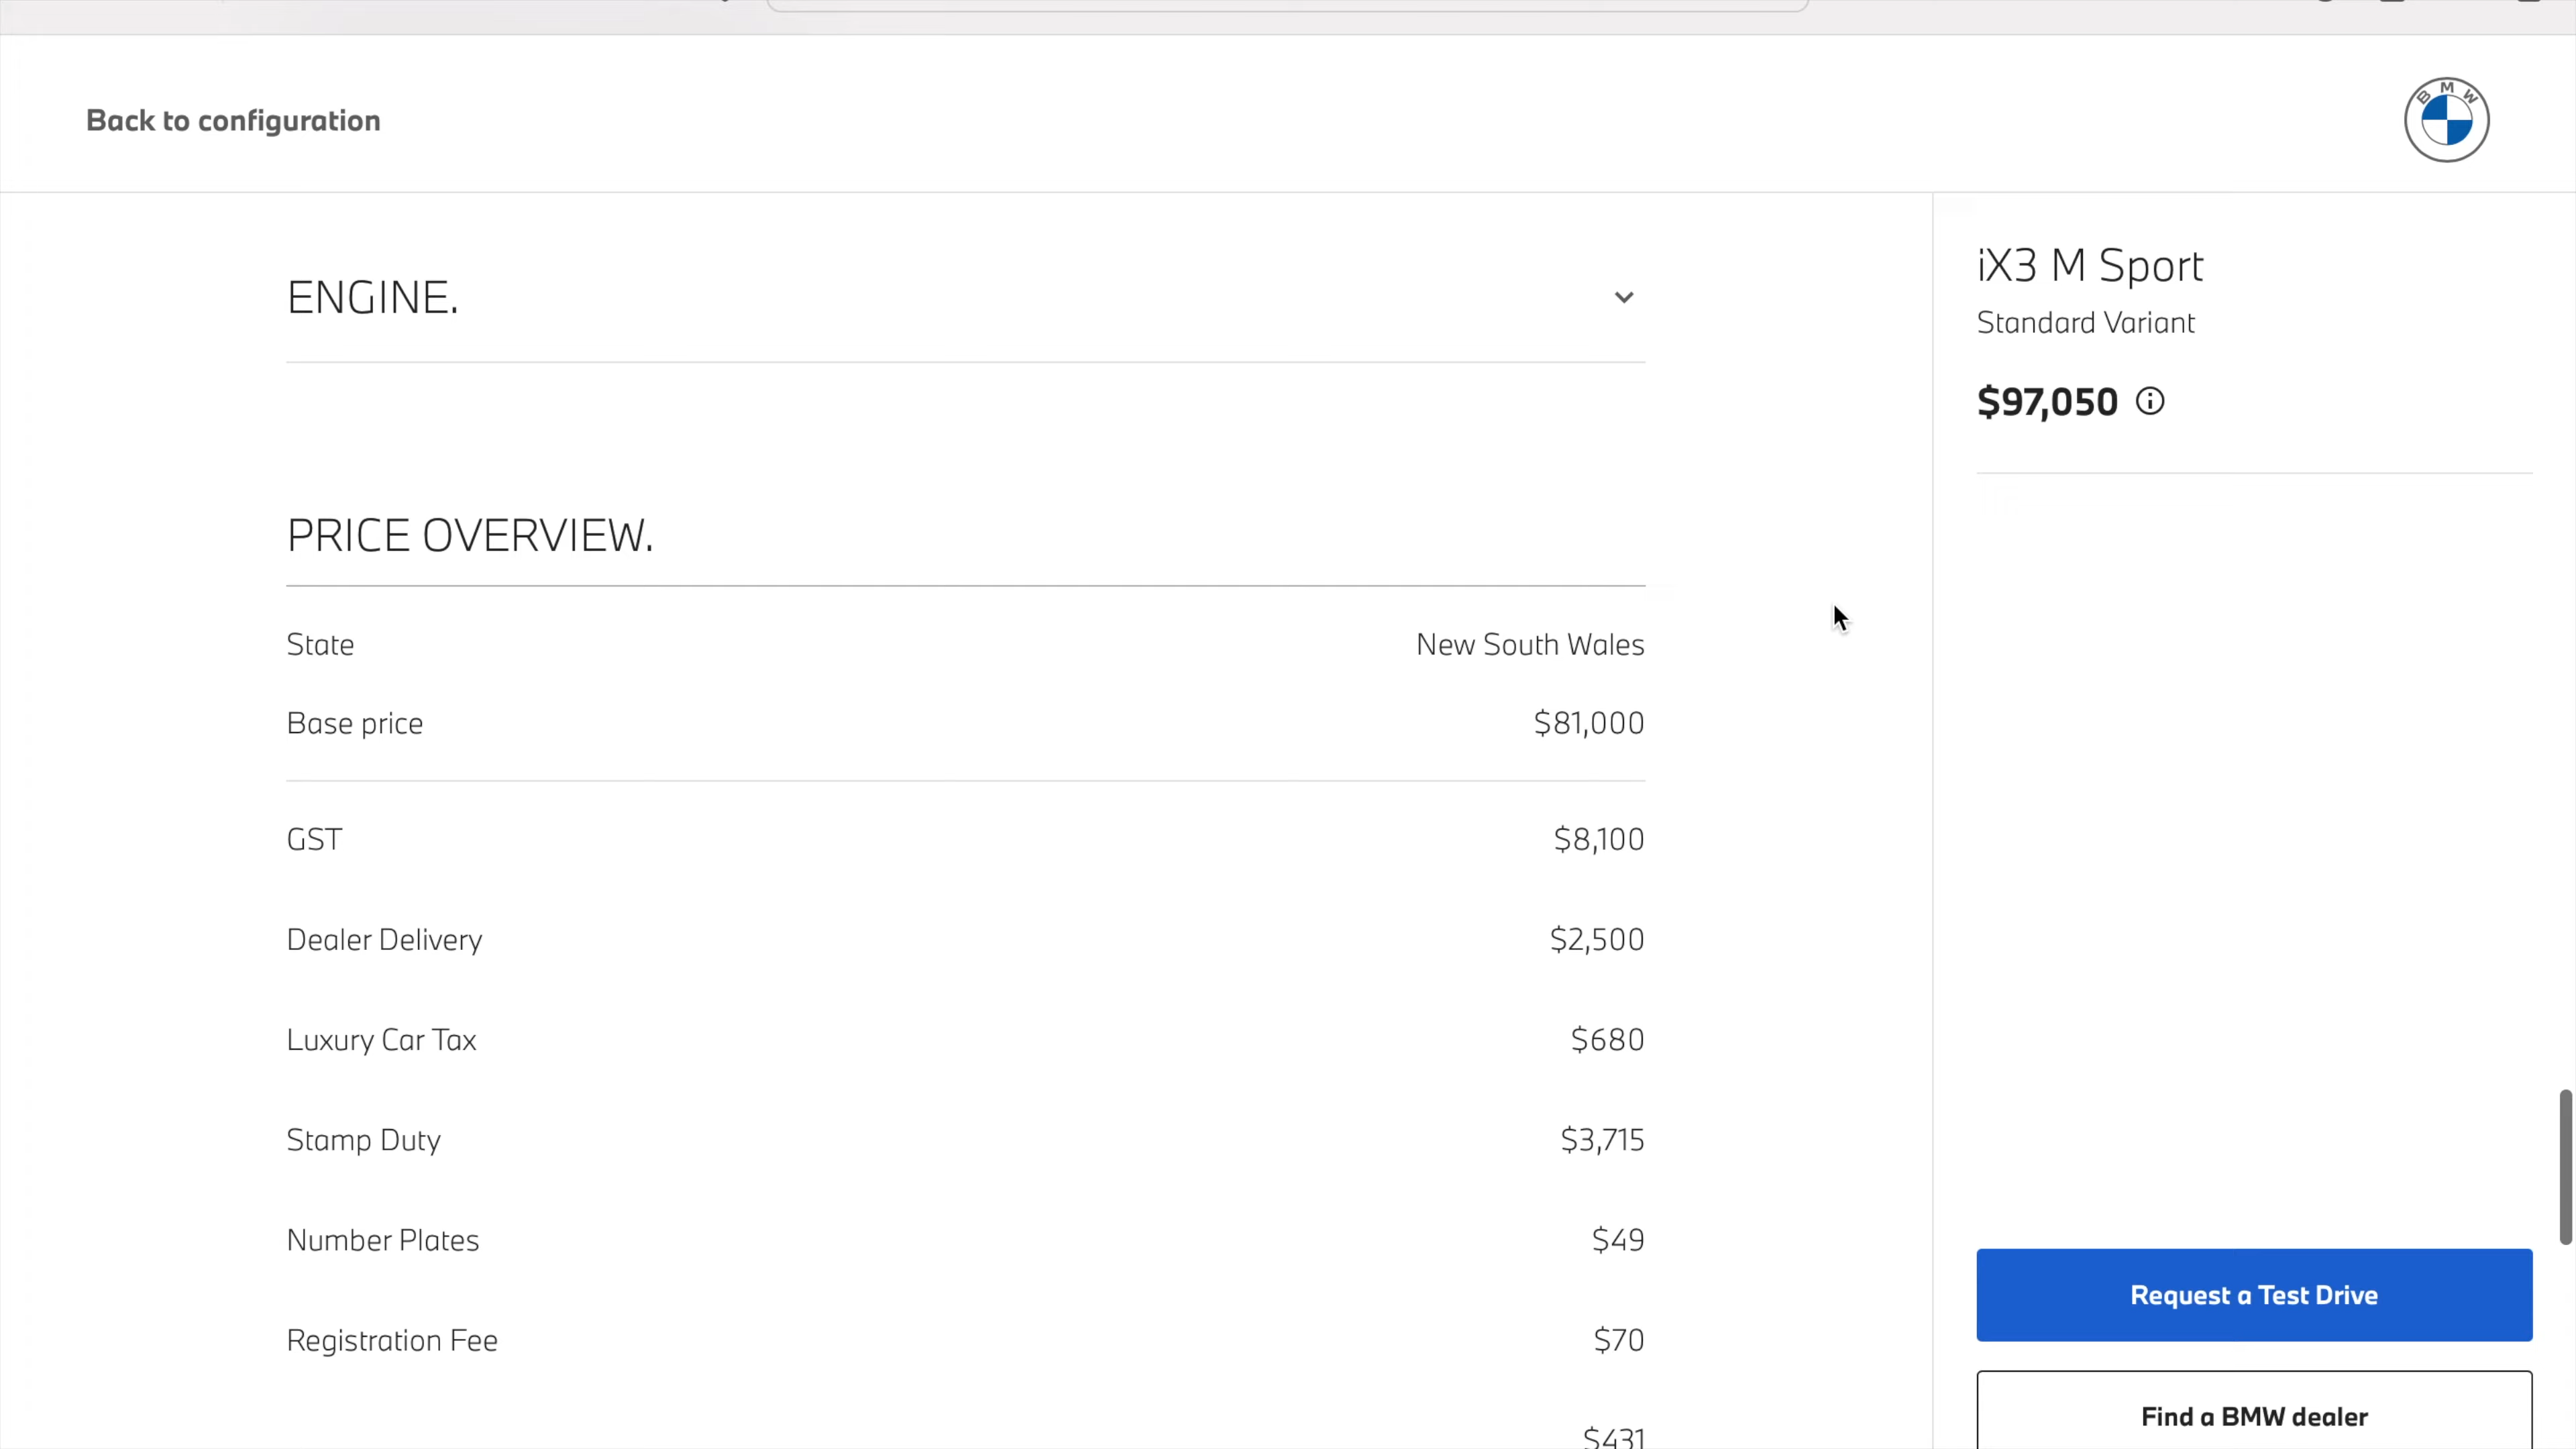 Back to configuration
BMW
ENGINE.
PRICE OVERVIEW.
State New South Wales
Base price $81,000
GST $8,100
Dealer Delivery $2,500
Luxury Car Tax $680
Stamp Duty $3,715
Number Plates $49
Registration Fee $70
$431
iX3 M Sport
Standard Variant
$97,050
Request a Test Drive
Find a BMW dealer